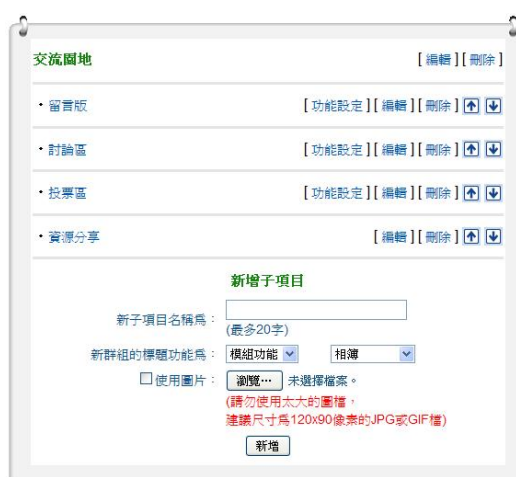 交流園地 [ 編輯 ] [ 刪除 ]
・留言版 [ 功能設定 ] [ 編輯 ] [ 刪除 ]
・討論區 [ 功能設定 ] [ 編輯 ] [ 刪除 ]
・投票區 [ 功能設定 ] [ 編輯 ] [ 刪除 ]
・資源分享 [ 編輯 ] [ 刪除 ]
新增子項目
新子項目名稱為：
(最多20字)
新群組的標題功能為： 模組功能 相簿
使用圖片： 瀏覽… 未選擇檔案。
(請勿使用太大的圖檔，
建議尺寸為120x90像素的JPG或GIF檔)
新增